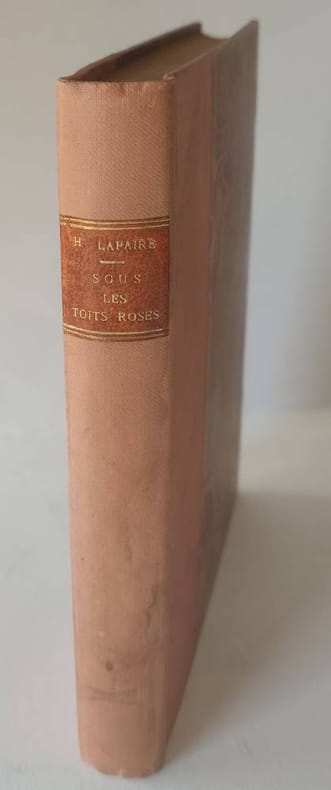 H. LAPAIRE
SOUS
LES
TOITS ROSES